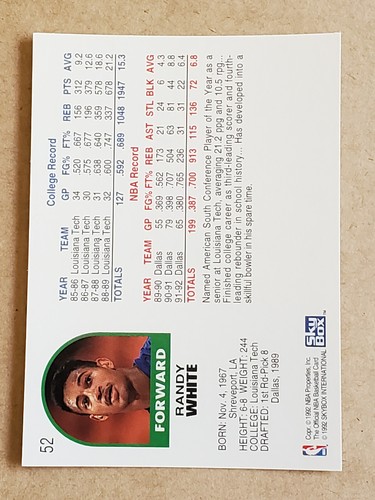 52
FORWARD
RANDY
WHITE
BORN: Nov. 4, 1967
Shreveport, LA
HEIGHT: 6-8 WEIGHT: 244
COLLEGE: Louisiana Tech
DRAFTED: 1st Rd-Pick 8
Dallas, 1989
Copr. © 1992 NBA Properties, Inc.
The Official NBA Basketball Card
© 1992 SKYBOX INTERNATIONAL
College Record
YEAR TEAM GP FG% FT% REB PTS AVG
85-86 Louisiana Tech 34 .520 .667 156 312 9.2
86-87 Louisiana Tech 30 .575 .677 196 379 12.6
87-88 Louisiana Tech 31 .638 .640 359 578 18.6
88-89 Louisiana Tech 32 .600 .747 337 678 21.2
TOTALS 127 .592 .689 1048 1947 15.3
NBA Record
YEAR TEAM GP FG% FT% REB AST STL BLK AVG
89-90 Dallas 55 .369 .562 173 21 24 6 4.3
90-91 Dallas 79 .398 .707 504 63 81 44 8.8
91-92 Dallas 65 .380 .765 236 31 31 22 6.4
TOTALS 199 .387 .700 913 115 136 72 6.8
Named American South Conference Player of the Year as a
senior at Louisiana Tech, averaging 21.2 ppg and 10.5 rpg...
Finished college career as third-leading scorer and fourth-
leading rebounder in school history... Has developed into a
skillful bowler in his spare time.
SKYBOX™